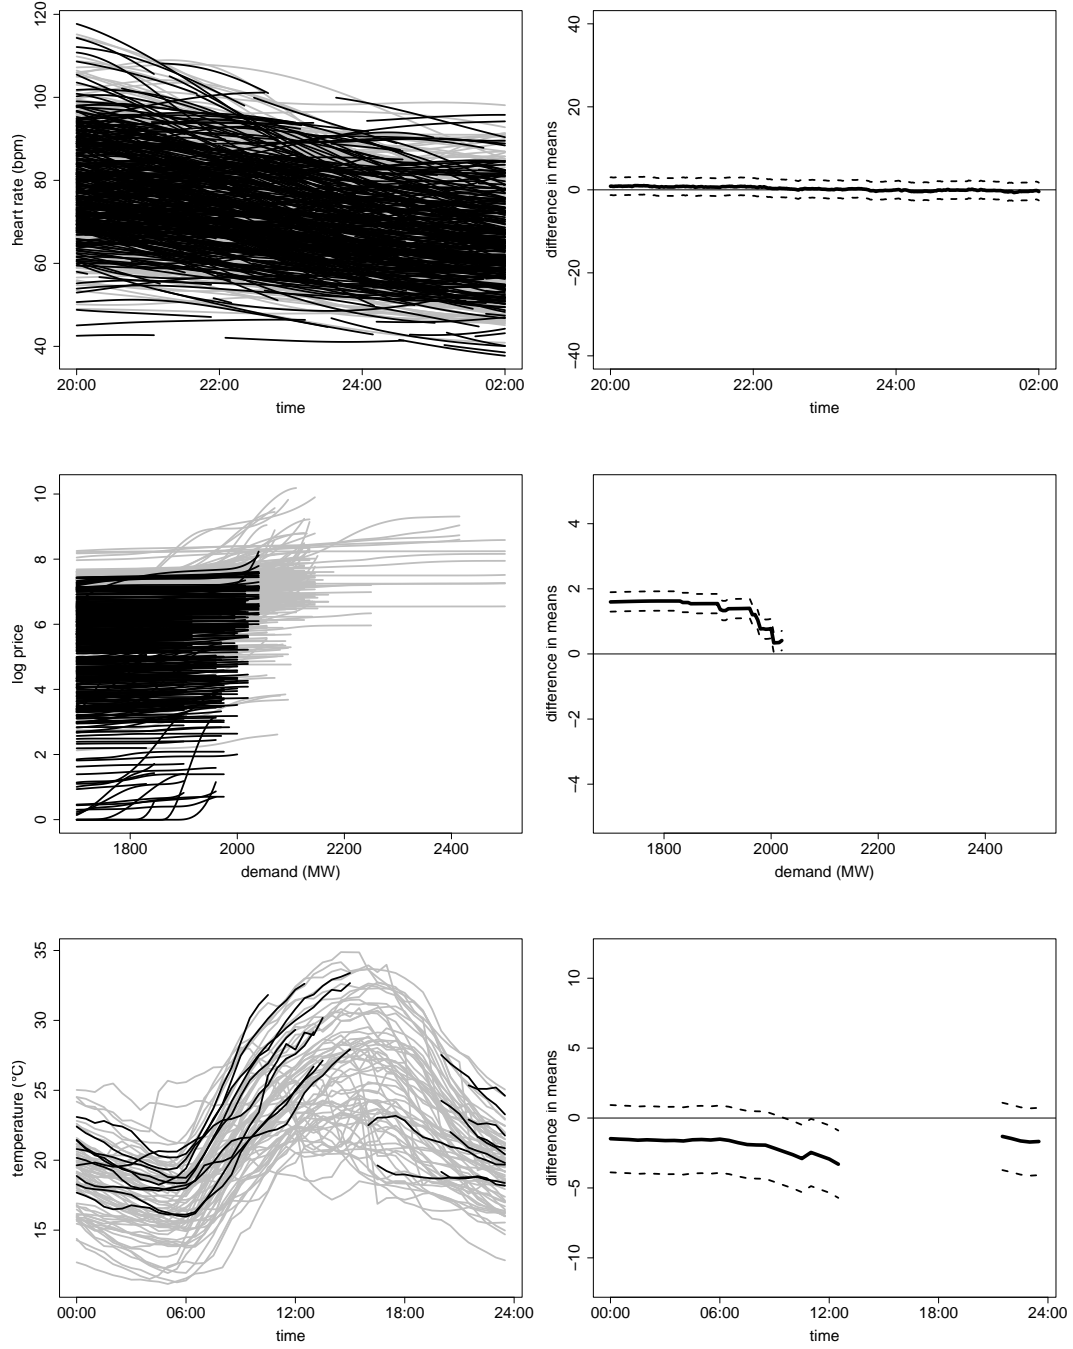 120
100
80
60
40
heart rate (bpm)
20:00 22:00 24:00 02:00
time
40
20
0
−20
−40
difference in means
20:00 22:00 24:00 02:00
time
10
8
6
4
2
0
log price
1800 2000 2200 2400
demand (MW)
4
2
0
−2
−4
difference in means
1800 2000 2200 2400
demand (MW)
35
30
25
20
15
temperature (°C)
00:00 06:00 12:00 18:00 24:00
time
10
5
0
−5
−10
difference in means
00:00 06:00 12:00 18:00 24:00
time